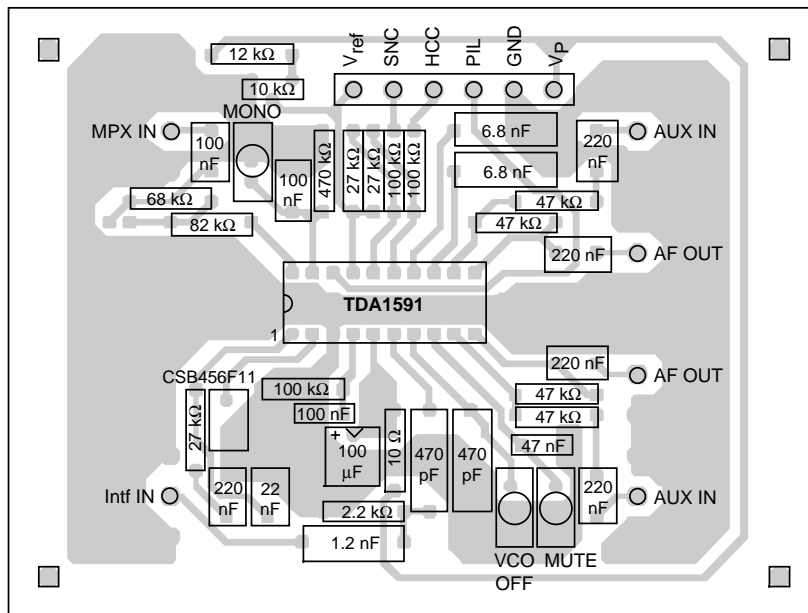 12 kΩ
10 kΩ
Vref
SNC
HCC
PIL
GND
VP
MONO
MPX IN
100
nF
100
nF
470 kΩ
27 kΩ
27 kΩ
100 kΩ
100 kΩ
6.8 nF
6.8 nF
220
nF
AUX IN
68 kΩ
82 kΩ
47 kΩ
47 kΩ
220 nF
AF OUT
TDA1591
1
CSB456F11
27 kΩ
100 kΩ
100 nF
+
100
µF
10 Ω
470
pF
470
pF
220 nF
AF OUT
47 kΩ
47 kΩ
47 nF
Intf IN
220
nF
22
nF
2.2 kΩ
1.2 nF
220
nF
AUX IN
VCO
OFF
MUTE